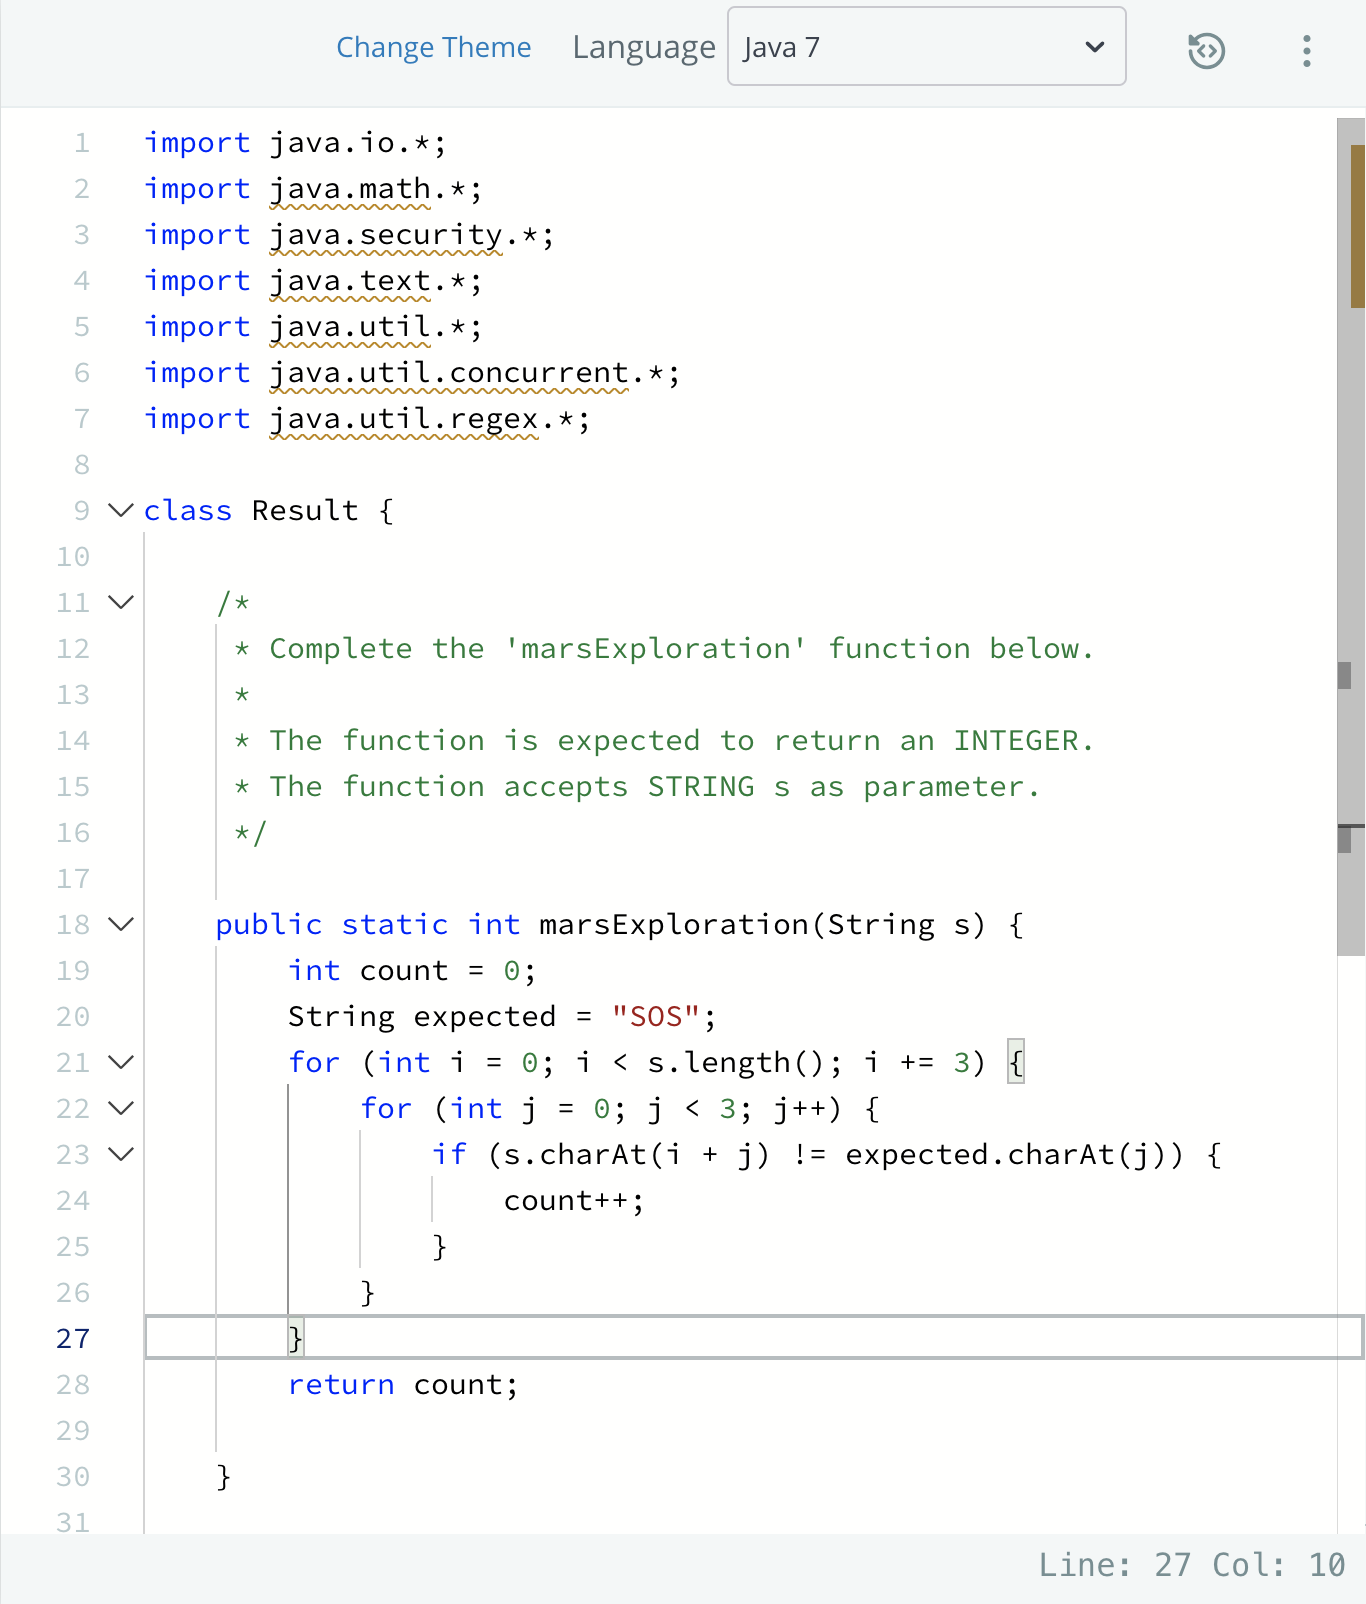 Change Theme Language Java 7
1 import java.io.*;
2 import java.math.*;
3 import java.security.*;
4 import java.text.*;
5 import java.util.*;
6 import java.util.concurrent.*;
7 import java.util.regex.*;
8
9 class Result {
10
11     /*
12      * Complete the 'marsExploration' function below.
13      *
14      * The function is expected to return an INTEGER.
15      * The function accepts STRING s as parameter.
16      */
17
18     public static int marsExploration(String s) {
19         int count = 0;
20         String expected = "SOS";
21         for (int i = 0; i < s.length(); i += 3) {
22             for (int j = 0; j < 3; j++) {
23                 if (s.charAt(i + j) != expected.charAt(j)) {
24                     count++;
25                 }
26             }
27         }
28         return count;
29
30     }
31
Line: 27 Col: 10